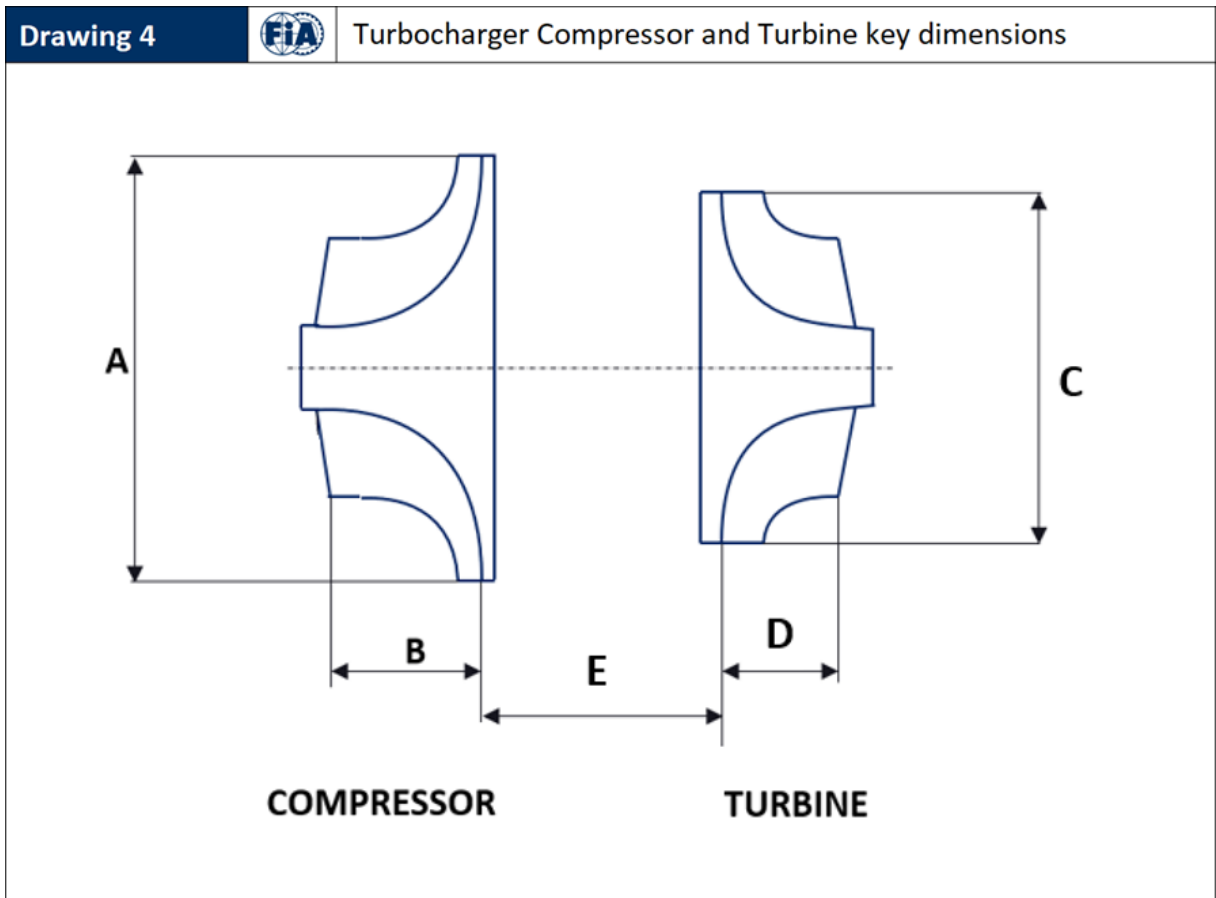 Drawing 4
FiA
Turbocharger Compressor and Turbine key dimensions
A
C
B
E
D
COMPRESSOR
TURBINE